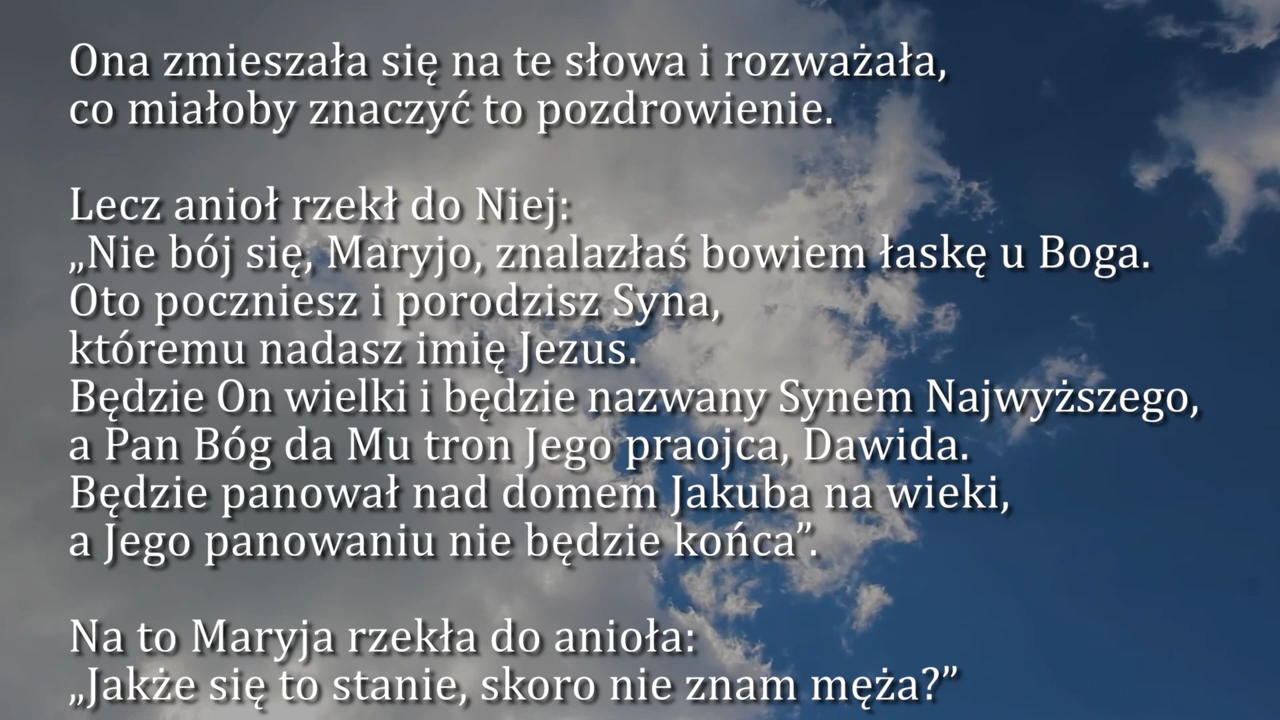 Ona zmieszała się na te słowa i rozważała,
co miałoby znaczyć to pozdrowienie.
Lecz anioł rzekł do Niej:
„Nie bój się, Maryjo, znalazłaś bowiem łaskę u Boga.
Oto poczniesz i porodzisz Syna,
któremu nadasz imię Jezus.
Będzie On wielki i będzie nazwany Synem Najwyższego,
a Pan Bóg da Mu tron Jego praojca, Dawida.
Będzie panował nad domem Jakuba na wieki,
a Jego panowaniu nie będzie końca”.
Na to Maryja rzekła do anioła:
„Jakże się to stanie, skoro nie znam męża?”